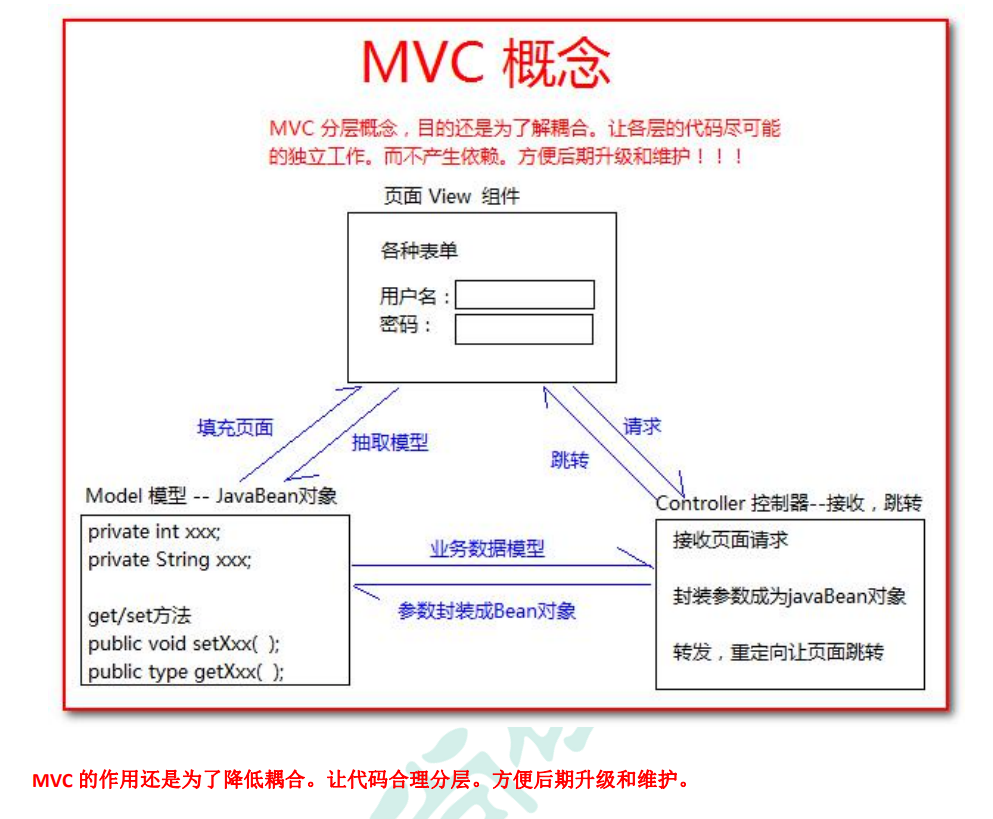 MVC 概念
MVC 分层概念，目的还是为了解耦合。让各层的代码尽可能
的独立工作。而不产生依赖。方便后期升级和维护！！！
页面 View 组件
各种表单
用户名：
密码：
填充页面
抽取模型
请求
跳转
Model 模型 -- JavaBean对象
private int xxx;
private String xxx;
get/set方法
public void setXxx( );
public type getXxx( );
业务数据模型
参数封装成Bean对象
Controller 控制器--接收，跳转
接收页面请求
封装参数成为javaBean对象
转发，重定向让页面跳转
MVC 的作用还是为了降低耦合。让代码合理分层。方便后期升级和维护。